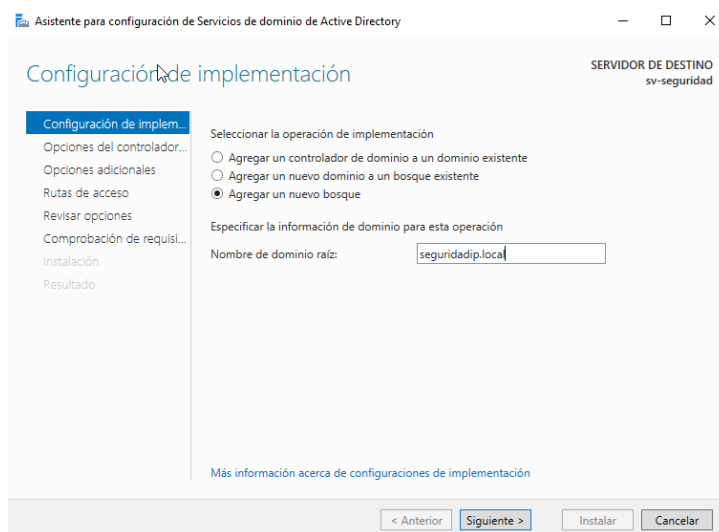 Asistente para configuración de Servicios de dominio de Active Directory
Configuración de implementación
SERVIDOR DE DESTINO
sv-seguridad
Configuración de implem...
Opciones del controlador...
Opciones adicionales
Rutas de acceso
Revisar opciones
Comprobación de requisi...
Instalación
Resultado
Seleccionar la operación de implementación
Agregar un controlador de dominio a un dominio existente
Agregar un nuevo dominio a un bosque existente
Agregar un nuevo bosque
Especificar la información de dominio para esta operación
Nombre de dominio raíz: seguridadip.local
Más información acerca de configuraciones de implementación
< Anterior Siguiente > Instalar Cancelar